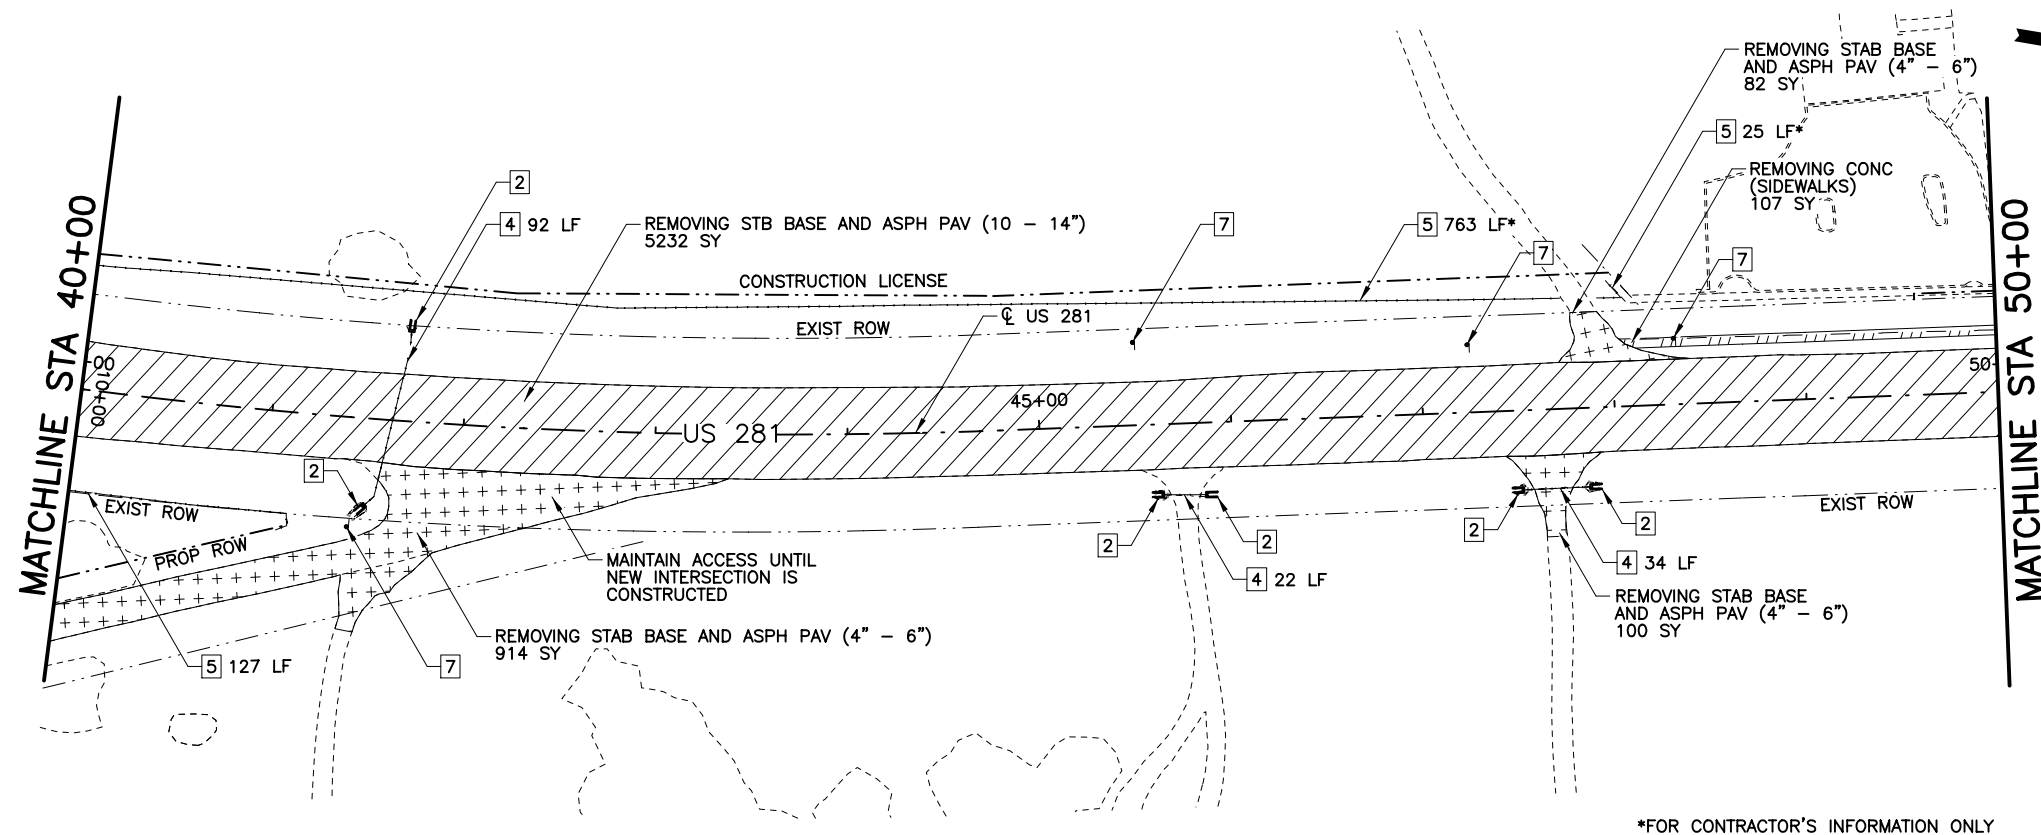 REMOVING STAB BASE
AND ASPH PAV (4" - 6")
82 SY
5 25 LF*
REMOVING CONC
(SIDEWALKS)
107 SY
2
4 92 LF
REMOVING STB BASE AND ASPH PAV (10 - 14")
5232 SY
7
5 763 LF*
7
7
CONSTRUCTION LICENSE
EXIST ROW
℄ US 281
MATCHLINE STA 40+00
MATCHLINE STA 50+00
00
10+00
45+00
50
US 281
2
EXIST ROW
PROP ROW
MAINTAIN ACCESS UNTIL
NEW INTERSECTION IS
CONSTRUCTED
2
2
4 22 LF
2
2
EXIST ROW
4 34 LF
REMOVING STAB BASE
AND ASPH PAV (4" - 6")
100 SY
REMOVING STAB BASE AND ASPH PAV (4" - 6")
914 SY
5 127 LF
7
*FOR CONTRACTOR'S INFORMATION ONLY